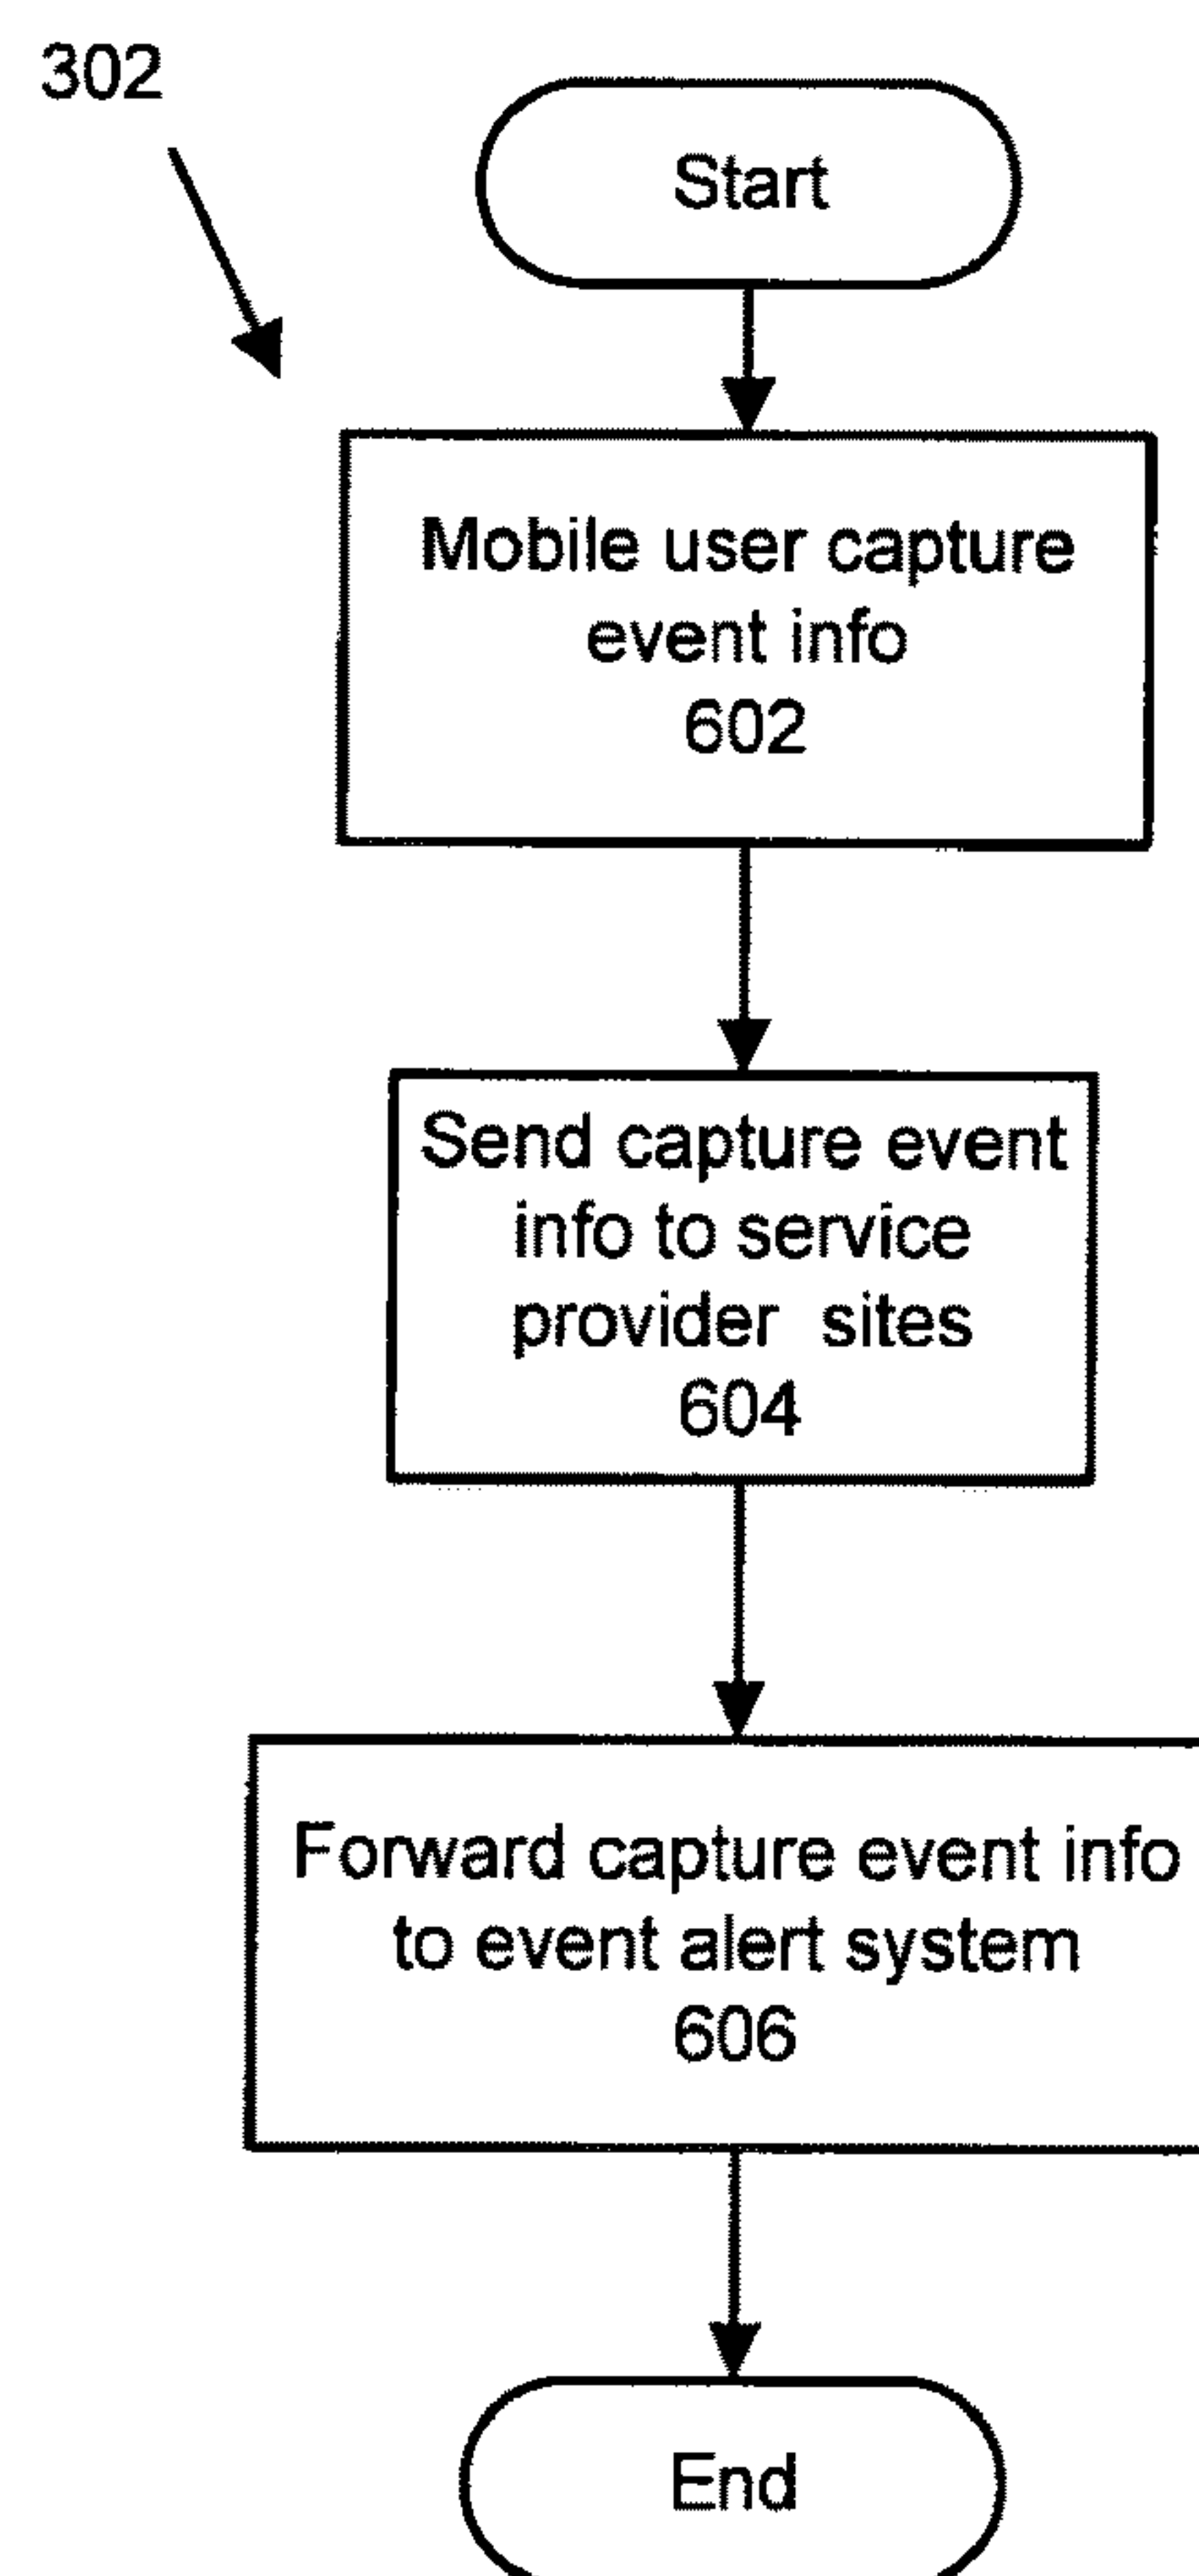 302
Start
Mobile user capture
event info
602
Send capture event
info to service
provider sites
604
Forward capture event info
to event alert system
606
End